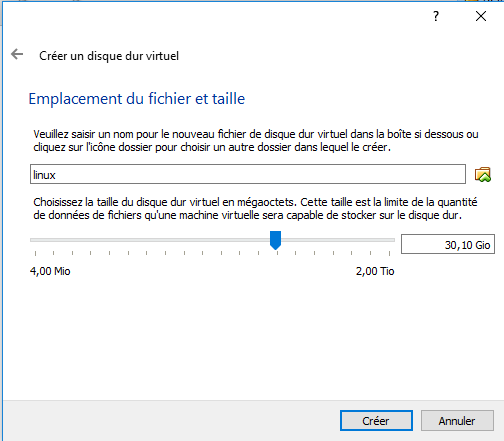 ?
Créer un disque dur virtuel
Emplacement du fichier et taille
Veuillez saisir un nom pour le nouveau fichier de disque dur virtuel dans la boîte si dessous ou
cliquez sur l'icône dossier pour choisir un autre dossier dans lequel le créer.
linux
Choisissez la taille du disque dur virtuel en mégaoctets. Cette taille est la limite de la quantité
de données de fichiers qu'une machine virtuelle sera capable de stocker sur le disque dur.
30,10 Gio
4,00 Mio 2,00 Tio
Créer Annuler